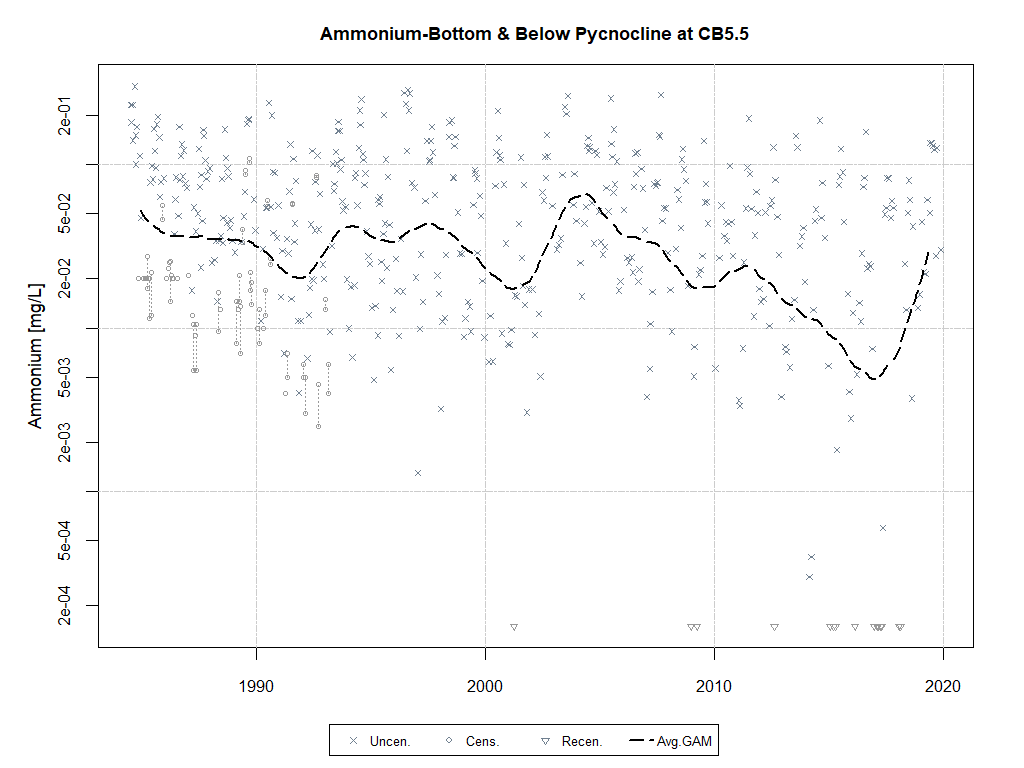 Ammonium-Bottom & Below Pycnocline at CB5.5
Ammonium [mg/L]
2e-01
5e-02
2e-02
5e-03
2e-03
5e-04
2e-04
1990 2000 2010 2020
Uncen. Cens. Recen. Avg.GAM